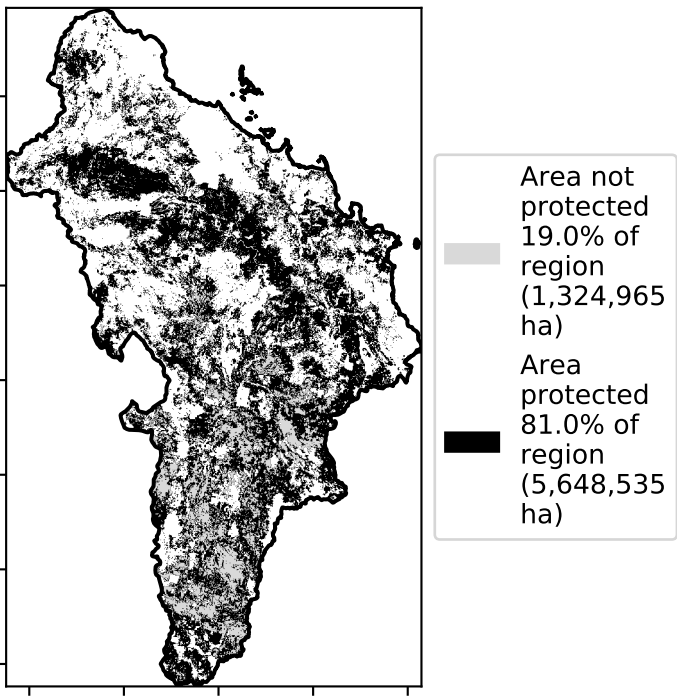 Area not
protected
19.0% of
region
(1,324,965
ha)
Area
protected
81.0% of
region
(5,648,535
ha)